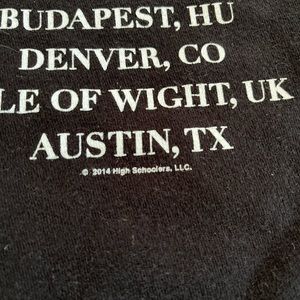 BUDAPEST, HU
DENVER, CO
LE OF WIGHT, UK
AUSTIN, TX
© 2014 High Schoolers, LLC.